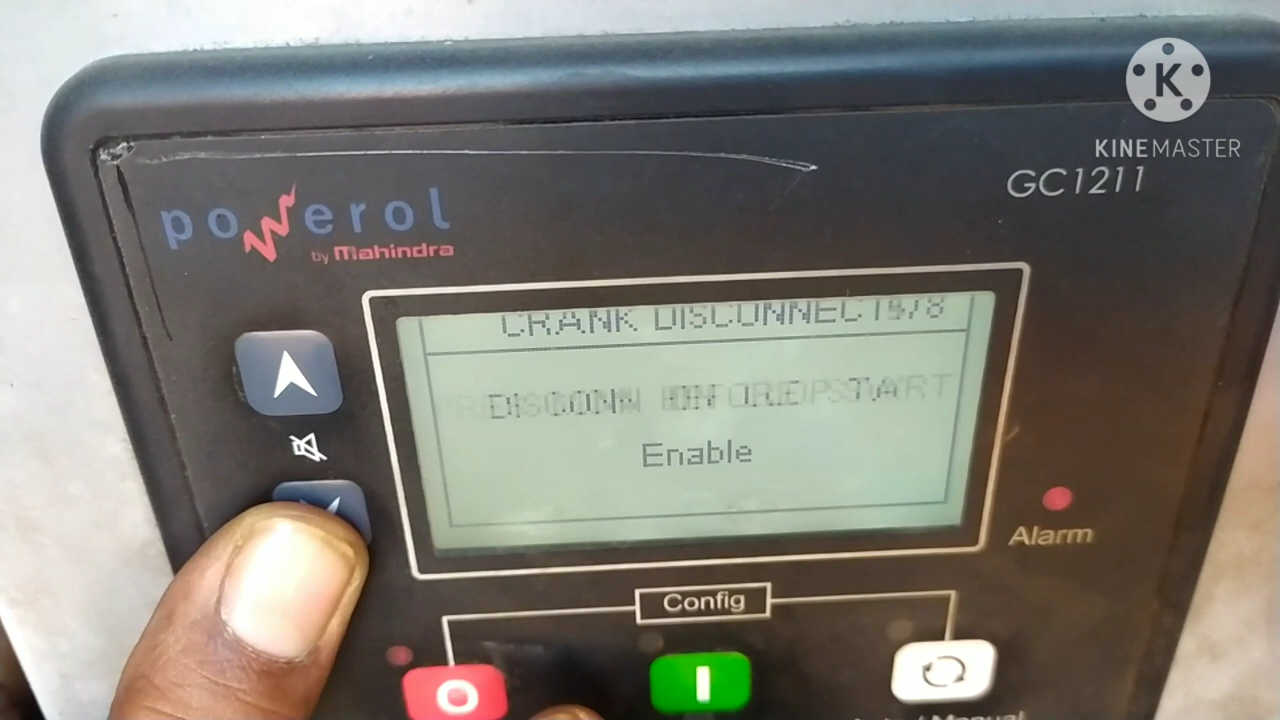 K
KINEMASTER
GC1211
powerol
by Mahindra
CRANK DISCONNECT
Enable
Alarm
Config